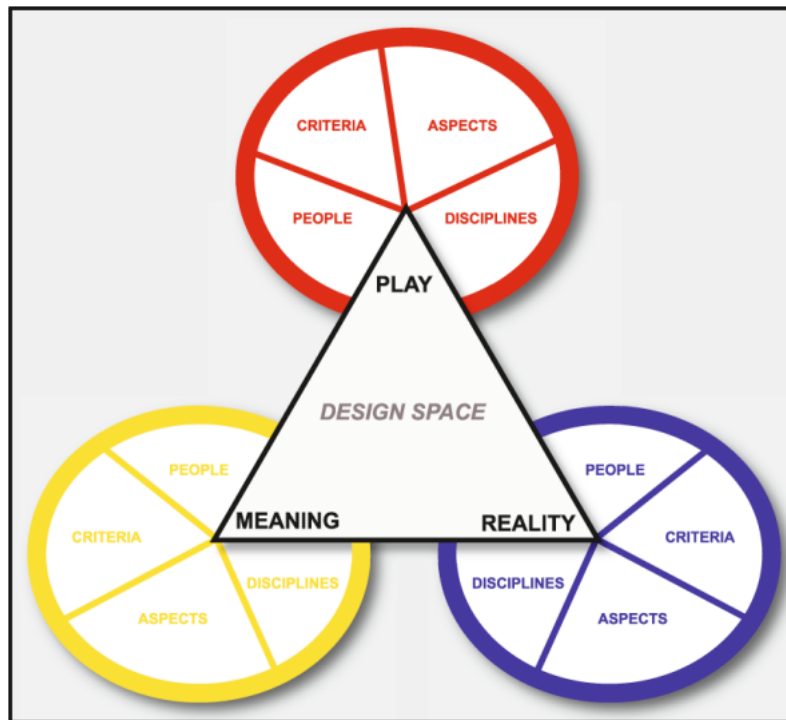 CRITERIA
ASPECTS
PEOPLE
DISCIPLINES
PLAY
DESIGN SPACE
PEOPLE
CRITERIA
MEANING
ASPECTS
DISCIPLINES
PEOPLE
REALITY
CRITERIA
DISCIPLINES
ASPECTS